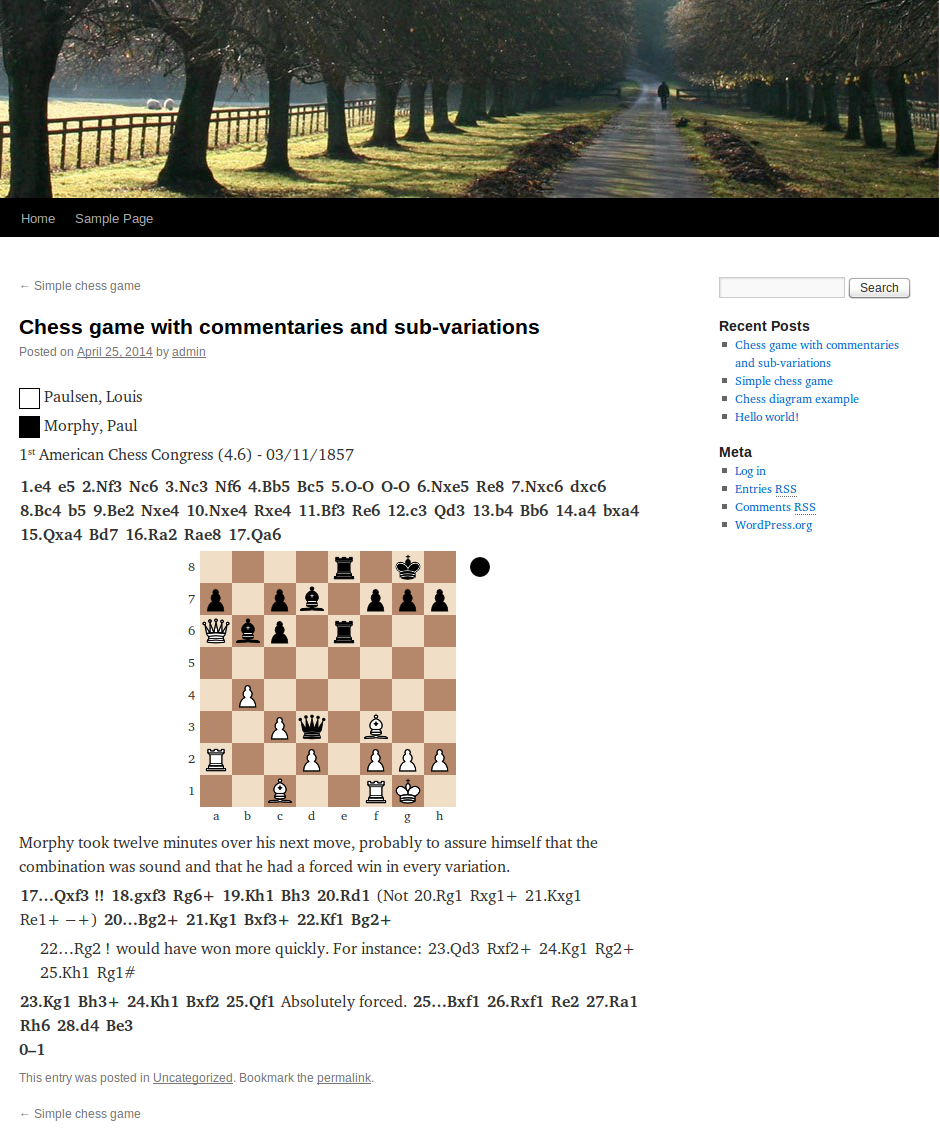 Home Sample Page
← Simple chess game
Chess game with commentaries and sub-variations
Posted on April 25, 2014 by admin
Paulsen, Louis
Morphy, Paul
1st American Chess Congress (4.6) - 03/11/1857
1.e4 e5 2.Nf3 Nc6 3.Nc3 Nf6 4.Bb5 Bc5 5.O-O O-O 6.Nxe5 Re8 7.Nxc6 dxc6
8.Bc4 b5 9.Be2 Nxe4 10.Nxe4 Rxe4 11.Bf3 Re6 12.c3 Qd3 13.b4 Bb6 14.a4 bxa4
15.Qxa4 Bd7 16.Ra2 Rae8 17.Qa6
8
7
6
5
4
3
2
1
a b c d e f g h
Morphy took twelve minutes over his next move, probably to assure himself that the
combination was sound and that he had a forced win in every variation.
17…Qxf3 !! 18.gxf3 Rg6+ 19.Kh1 Bh3 20.Rd1 (Not 20.Rg1 Rxg1+ 21.Kxg1
Re1+ −+) 20…Bg2+ 21.Kg1 Bxf3+ 22.Kf1 Bg2+
22…Rg2 ! would have won more quickly. For instance: 23.Qd3 Rxf2+ 24.Kg1 Rg2+
25.Kh1 Rg1#
23.Kg1 Bh3+ 24.Kh1 Bxf2 25.Qf1 Absolutely forced. 25…Bxf1 26.Rxf1 Re2 27.Ra1
Rh6 28.d4 Be3
0–1
This entry was posted in Uncategorized. Bookmark the permalink.
← Simple chess game
Search
Recent Posts
Chess game with commentaries
and sub-variations
Simple chess game
Chess diagram example
Hello world!
Meta
Log in
Entries RSS
Comments RSS
WordPress.org